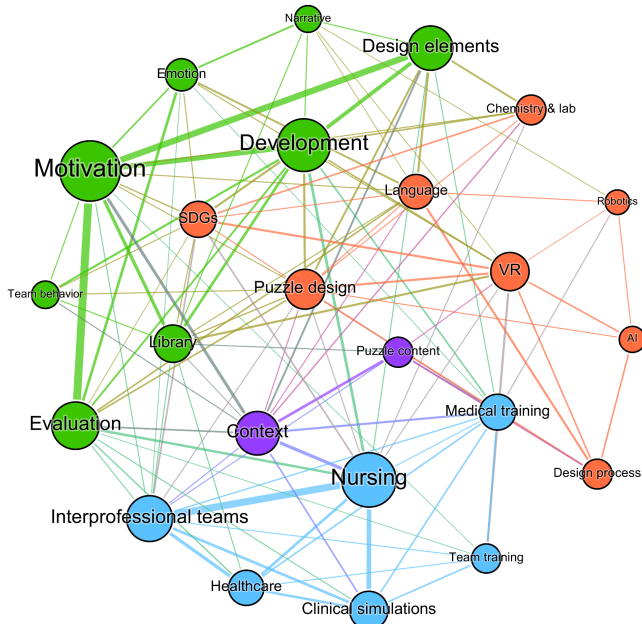 Narrative
Design elements
Emotion
Chemistry & lab
Development
Motivation
Language
Robotics
SDGs
VR
Puzzle design
Team behavior
Library
AI
Puzzle content
Medical training
Evaluation
Context
Design process
Nursing
Interprofessional teams
Team training
Healthcare
Clinical simulations